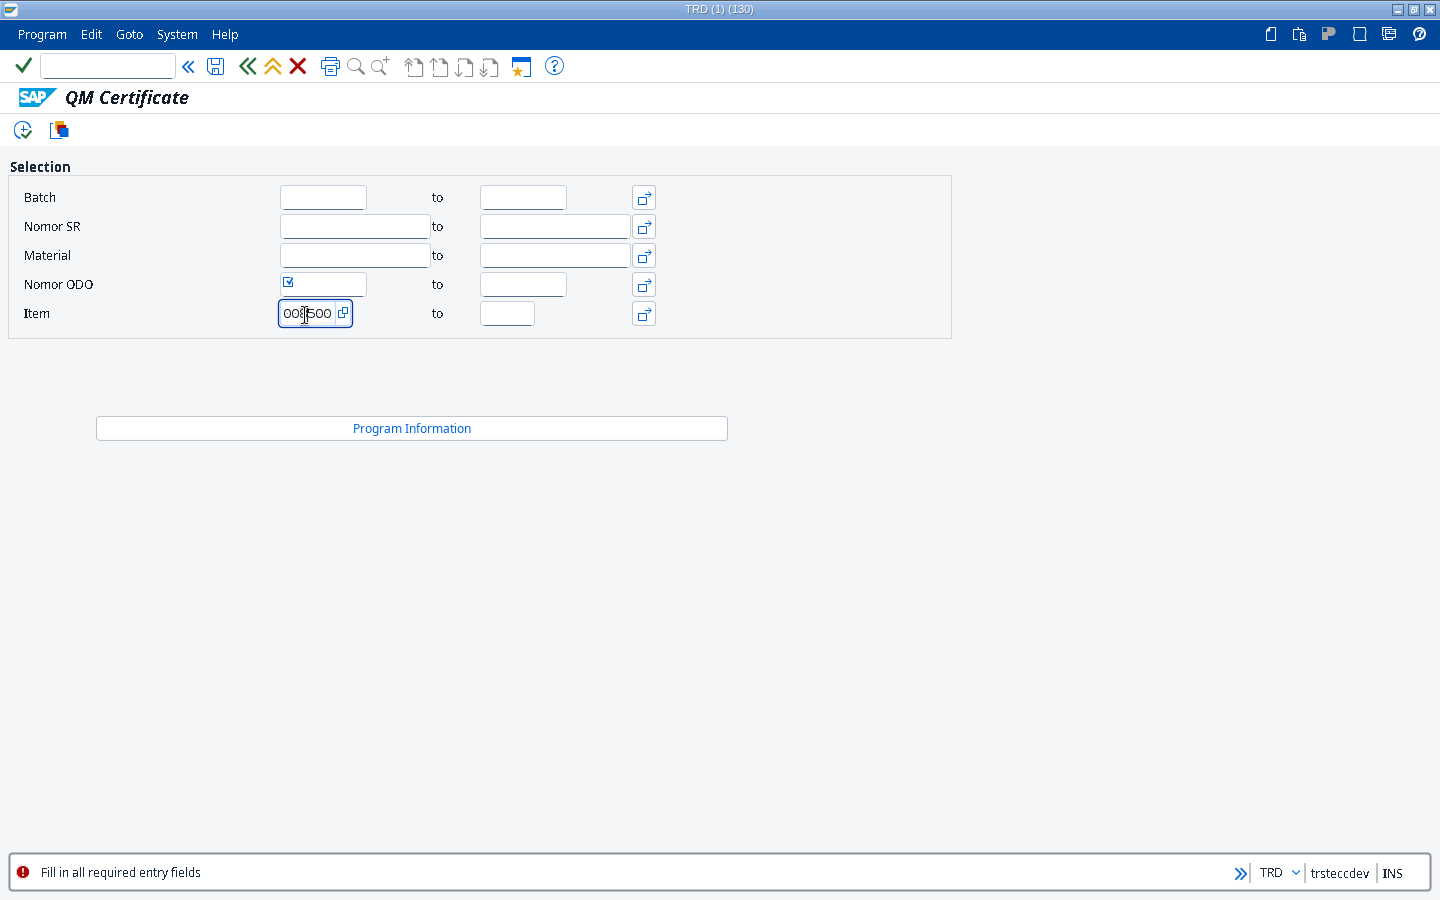 TRD (1) (130)
Program Edit Goto System Help
SAP QM Certificate
Selection
Batch to
Nomor SR to
Material to
Nomor ODO to
Item to
Program Information
Fill in all required entry fields
TRD trsteccdev INS